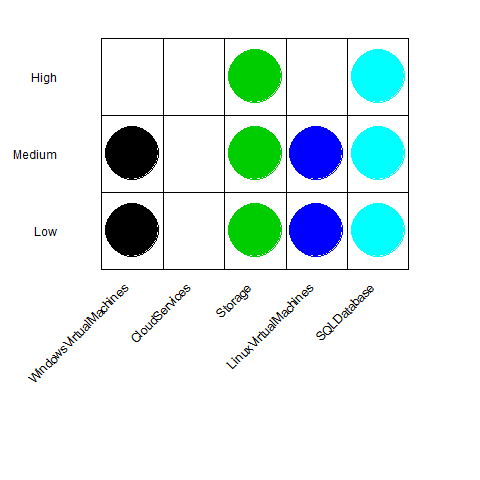 High
Medium
Low
WindowsVirtualMachines
CloudServices
Storage
LinuxVirtualMachines
SQLDatabase